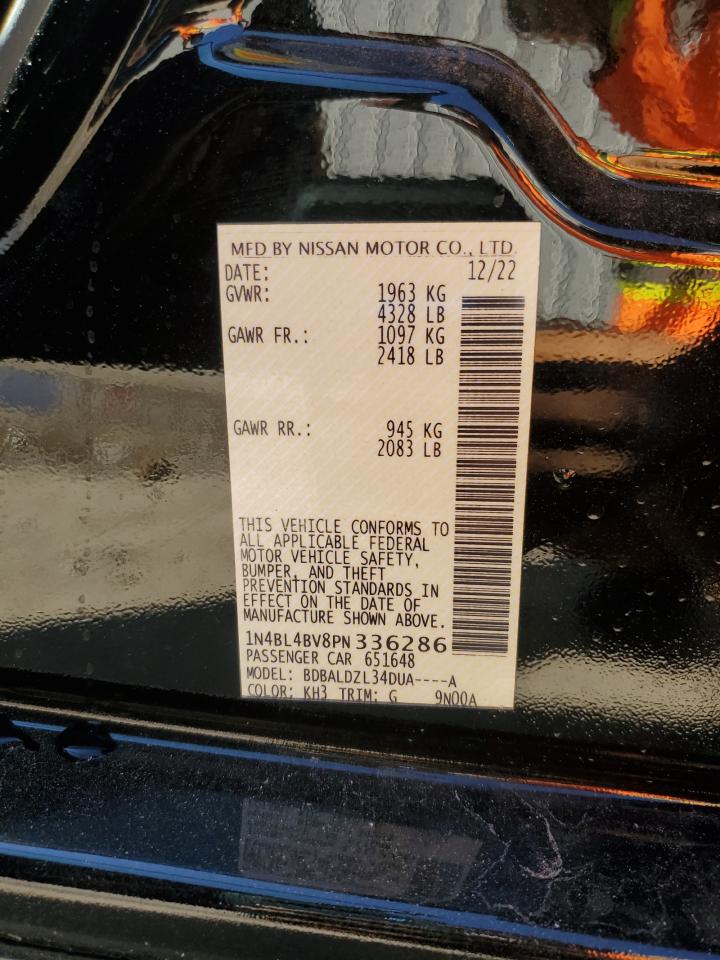 MFD BY NISSAN MOTOR CO., LTD.
DATE: 12/22
GVWR: 1963 KG
4328 LB
GAWR FR.: 1097 KG
2418 LB
GAWR RR.: 945 KG
2083 LB
THIS VEHICLE CONFORMS TO
ALL APPLICABLE FEDERAL
MOTOR VEHICLE SAFETY,
BUMPER, AND THEFT
PREVENTION STANDARDS IN
EFFECT ON THE DATE OF
MANUFACTURE SHOWN ABOVE.
1N4BL4BV8PN336286
PASSENGER CAR 651648
MODEL: BDBALDZL34DUA----A
COLOR: KH3 TRIM: G 9N00A